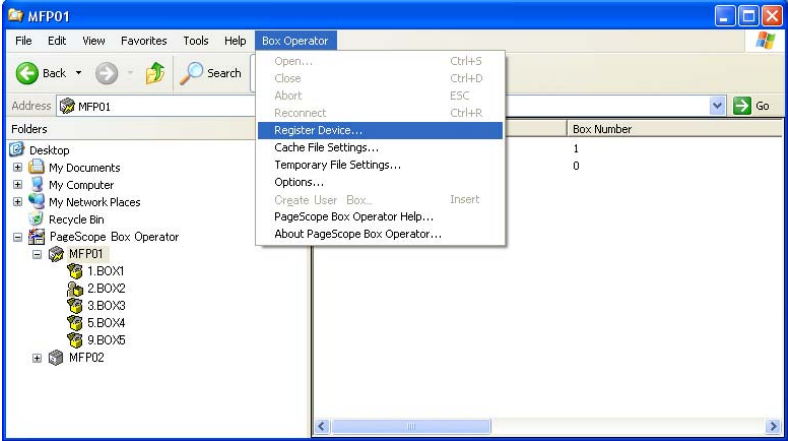 MFP01
File Edit View Favorites Tools Help Box Operator
Back Search
Address MFP01 Go
Folders
Desktop
My Documents
My Computer
My Network Places
Recycle Bin
PageScope Box Operator
MFP01
1.BOX1
2.BOX2
3.BOX3
5.BOX4
9.BOX5
MFP02
Open... Ctrl+S
Close Ctrl+D
Abort ESC
Reconnect Ctrl+R
Register Device...
Cache File Settings...
Temporary File Settings...
Options...
Create User Box... Insert
PageScope Box Operator Help...
About PageScope Box Operator...
Box Number
1
0